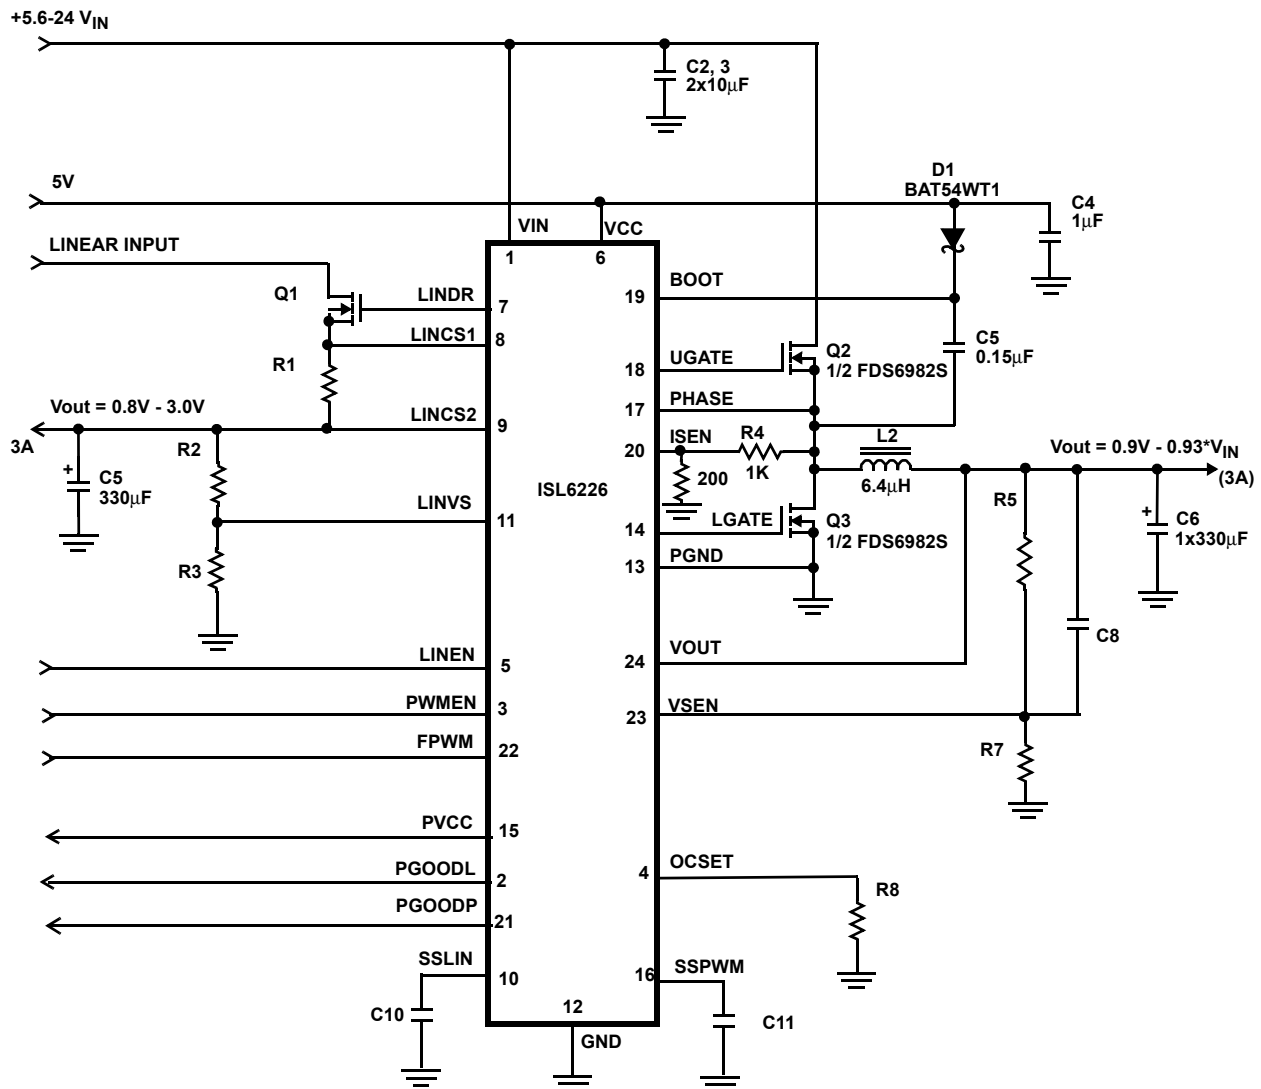 +5.6-24 VIN
C2, 3
2x10μF
5V
D1
BAT54WT1
C4
1μF
VIN
VCC
LINEAR INPUT
1
6
BOOT
19
Q1
LINDR
7
LINCS1
8
C5
0.15μF
Q2
1/2 FDS6982S
UGATE
18
R1
PHASE
17
Vout = 0.8V - 3.0V
LINCS2
9
3A
ISEN
20
R4
1K
L2
6.4μH
Vout = 0.9V - 0.93*VIN
(3A)
R2
C5
+
330μF
200
ISL6226
R5
LINVS
11
LGATE
14
Q3
1/2 FDS6982S
+
C6
1x330μF
R3
PGND
13
C8
LINEN
5
VOUT
24
PWMEN
3
VSEN
23
FPWM
22
R7
PVCC
15
PGOODL
2
OCSET
4
R8
PGOODP
21
SSLIN
10
SSPWM
16
C10
12
GND
C11